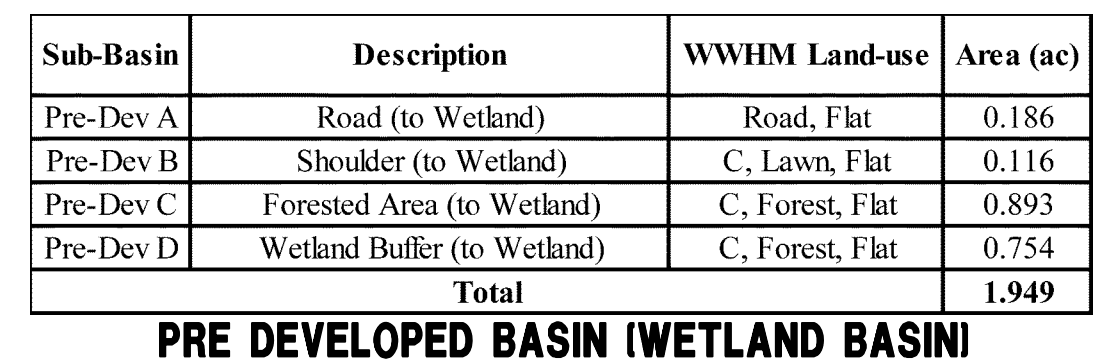 Sub-Basin Description WWHM Land-use Area (ac)
Pre-Dev A Road (to Wetland) Road, Flat 0.186
Pre-Dev B Shoulder (to Wetland) C, Lawn, Flat 0.116
Pre-Dev C Forested Area (to Wetland) C, Forest, Flat 0.893
Pre-Dev D Wetland Buffer (to Wetland) C, Forest, Flat 0.754
Total 1.949
PRE DEVELOPED BASIN (WETLAND BASIN)